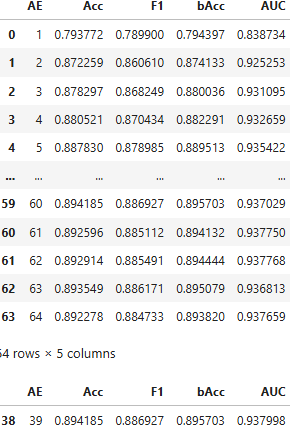 AE Acc F1 bAcc AUC
0 1 0.793772 0.789900 0.794397 0.838734
1 2 0.872259 0.860610 0.874133 0.925253
2 3 0.878297 0.868249 0.880036 0.931095
3 4 0.880521 0.870434 0.882291 0.932659
4 5 0.887830 0.878985 0.889513 0.935422
... ... ... ... ... ...
59 60 0.894185 0.886927 0.895703 0.937029
60 61 0.892596 0.885112 0.894132 0.937750
61 62 0.892914 0.885491 0.894444 0.937768
62 63 0.893549 0.886171 0.895079 0.936813
63 64 0.892278 0.884733 0.893820 0.937659
64 rows × 5 columns
AE Acc F1 bAcc AUC
38 39 0.894185 0.886927 0.895703 0.937998